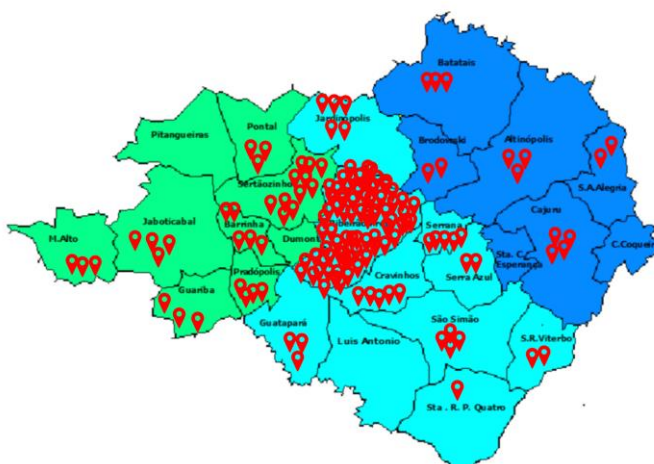 Batatais
Jardinópolis
Pontal
Pitangueiras
Brodowski
Altinópolis
Sertãozinho
S.A.Alegria
Jaboticabal
Cajuru
Barrinha
Serrana
H.Alto
Dumont
Sta. C.
Esperança
C.Coquei
Pradópolis
Cravinhos
Serra Azul
Guariba
Guatapará
São Simão
Luis Antonio
S.R.Viterbo
Sta . R. P. Quatro